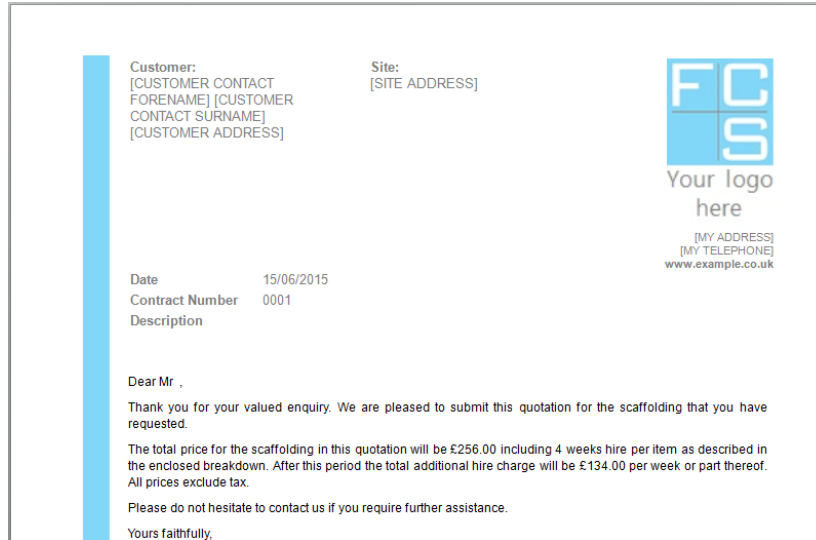 Customer:
[CUSTOMER CONTACT
FORENAME] [CUSTOMER
CONTACT SURNAME]
[CUSTOMER ADDRESS]
Site:
[SITE ADDRESS]
FC
S
Your logo
here
[MY ADDRESS]
[MY TELEPHONE]
www.example.co.uk
Date 15/06/2015
Contract Number 0001
Description
Dear Mr ,
Thank you for your valued enquiry. We are pleased to submit this quotation for the scaffolding that you have
requested.
The total price for the scaffolding in this quotation will be £256.00 including 4 weeks hire per item as described in
the enclosed breakdown. After this period the total additional hire charge will be £134.00 per week or part thereof.
All prices exclude tax.
Please do not hesitate to contact us if you require further assistance.
Yours faithfully,